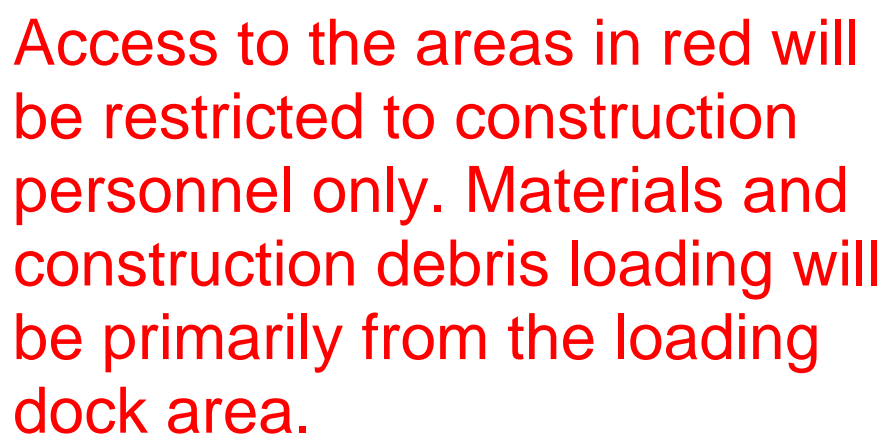 Access to the areas in red will
be restricted to construction
personnel only. Materials and
construction debris loading will
be primarily from the loading
dock area.